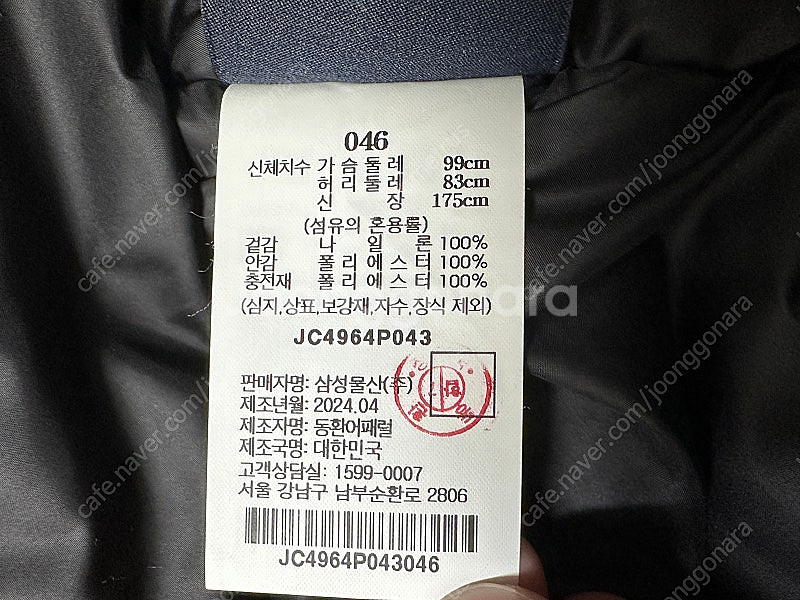 046
신체치수 가 슴 둘 레 99cm
허 리 둘 레 83cm
신 장 175cm
(섬유의 혼용률)
겉감 나 일 론 100%
안감 폴 리 에 스 터 100%
충전재 폴 리 에 스 터 100%
(심지,상표,보강재,자수,장식 제외)
JC4964P043
판매자명: 삼성물산(주)
제조년월: 2024.04
제조자명: 동환어패럴
제조국명: 대한민국
고객상담실: 1599-0007
서울 강남구 남부순환로 2806
JC4964P043046
cafe.naver.com/joonggonara